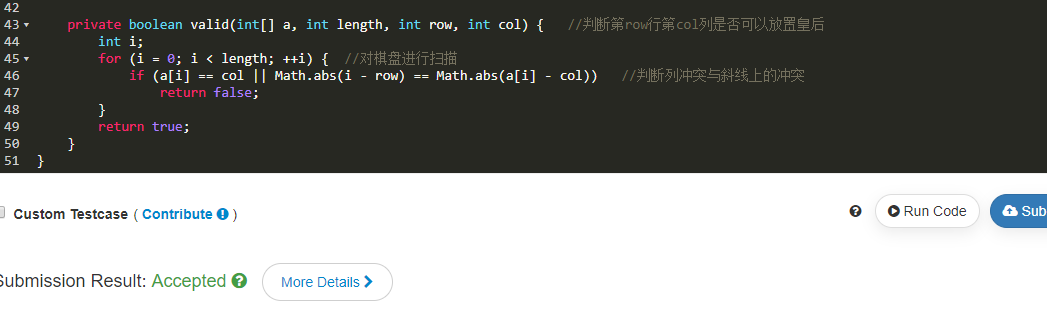 42
43 private boolean valid(int[] a, int length, int row, int col) { //判断第row行第col列是否可以放置皇后
44 int i;
45 for (i = 0; i < length; ++i) { //对棋盘进行扫描
46 if (a[i] == col || Math.abs(i - row) == Math.abs(a[i] - col)) //判断列冲突与斜线上的冲突
47 return false;
48 }
49 return true;
50 }
51 }
Custom Testcase ( Contribute )
Run Code
Sub
ubmission Result: Accepted
More Details